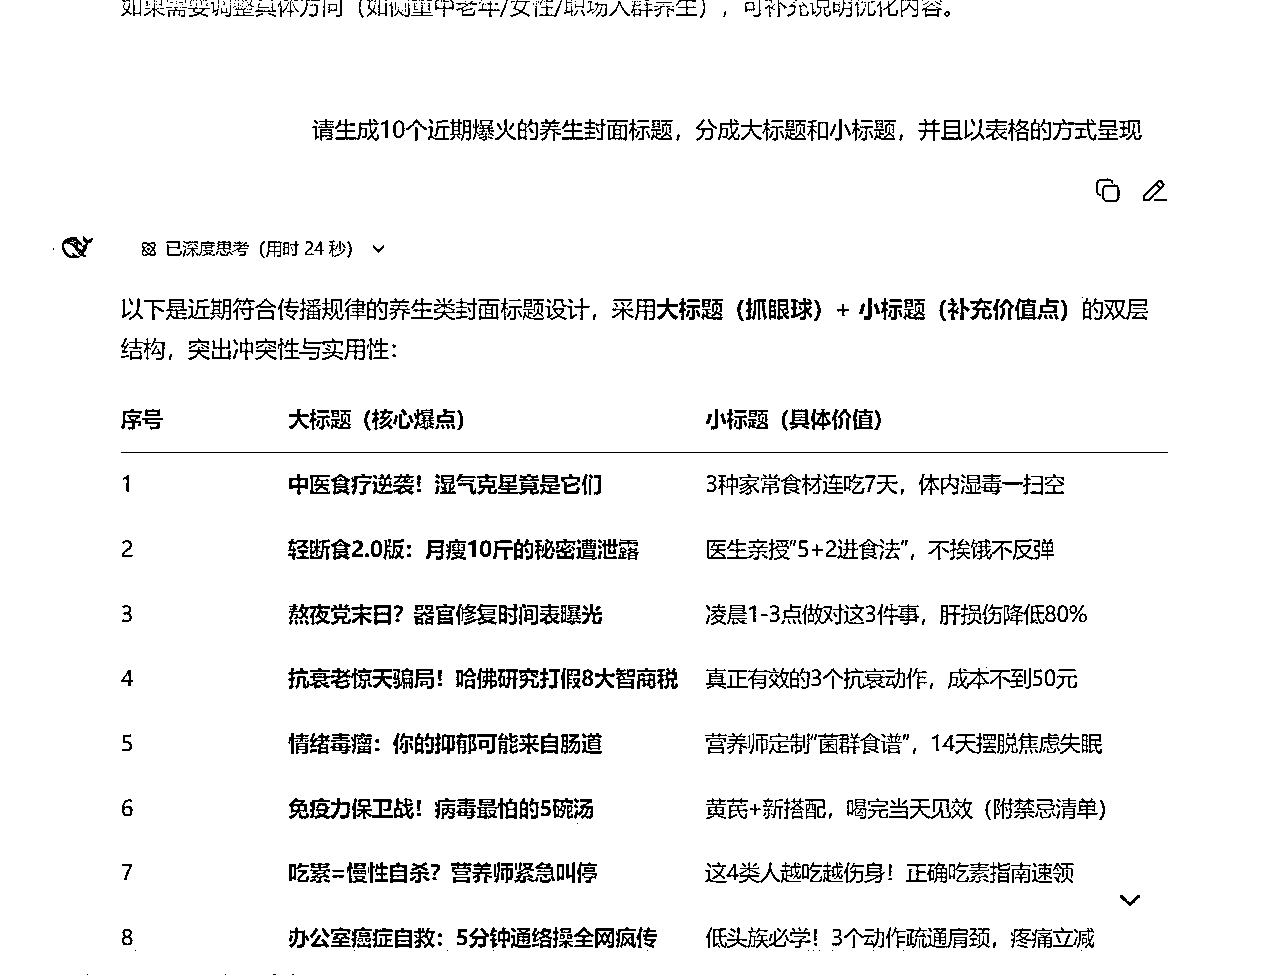 如果需要调整具体方向（如侧重中老年/女性/职场人群养生），可补充说明优化内容。
请生成10个近期爆火的养生封面标题，分成大标题和小标题，并且以表格的方式呈现
已深度思考（用时 24 秒）
以下是近期符合传播规律的养生类封面标题设计，采用大标题（抓眼球）+ 小标题（补充价值点）的双层
结构，突出冲突性与实用性：
序号 大标题（核心爆点） 小标题（具体价值）
1 中医食疗逆袭！湿气克星竟是它们 3种家常食材连吃7天，体内湿毒一扫空
2 轻断食2.0版：月瘦10斤的秘密遭泄露 医生亲授“5+2进食法”，不挨饿不反弹
3 熬夜党末日？器官修复时间表曝光 凌晨1-3点做对这3件事，肝损伤降低80%
4 抗衰老惊天骗局！哈佛研究打假8大智商税 真正有效的3个抗衰动作，成本不到50元
5 情绪毒瘤：你的抑郁可能来自肠道 营养师定制“菌群食谱”，14天摆脱焦虑失眠
6 免疫力保卫战！病毒最怕的5碗汤 黄芪+新搭配，喝完当天见效（附禁忌清单）
7 吃素=慢性自杀？营养师紧急叫停 这4类人越吃越伤身！正确吃素指南速领
8 办公室癌症自救：5分钟通络操全网疯传 低头族必学！3个动作疏通肩颈，疼痛立减